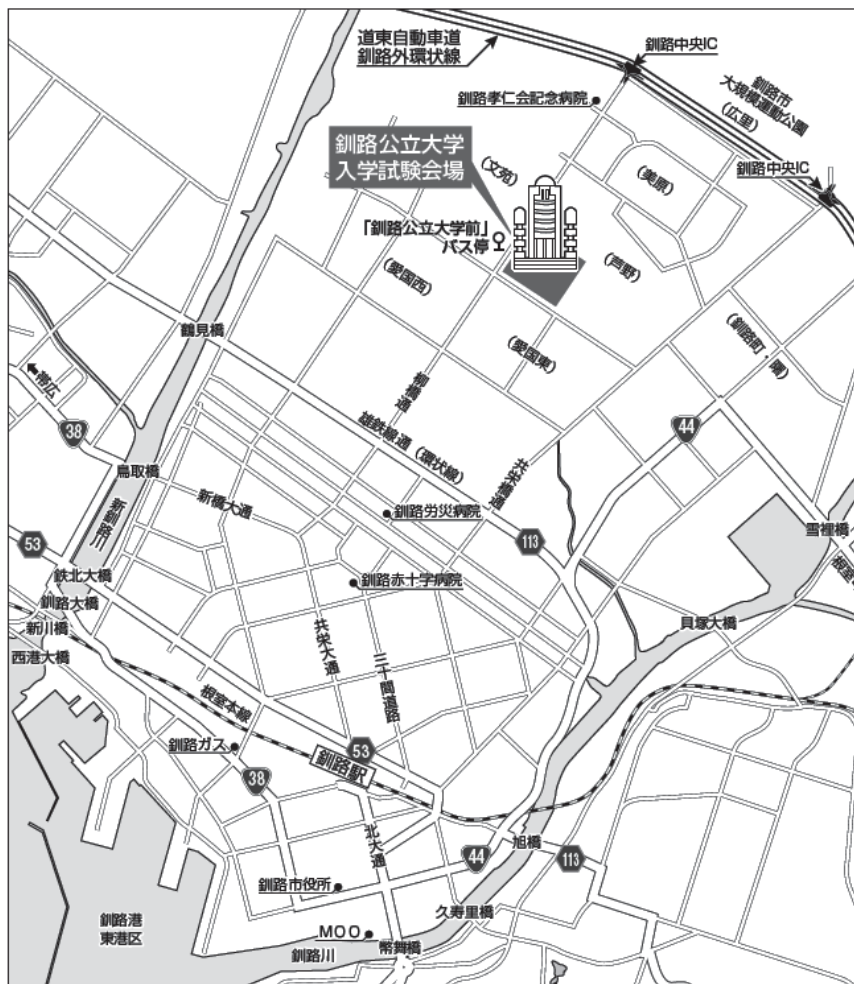 道東自動車道
釧路外環状線
釧路中央IC
釧路孝仁会記念病院
釧路市
大規模運動公園
(広里)
釧路公立大学
入学試験会場
(文苑)
(美原)
釧路中央IC
「釧路公立大学前」
バス停
(芦野)
(愛国西)
鶴見橋
(愛国東)
(釧路町・曙)
帯広
38
柳橋通
44
雄鉄線通(環状線)
鳥取橋
共栄橋通
新橋大通
釧路労災病院
新釧路川
53
113
雪裡橋
鉄北大橋
釧路赤十字病院
釧路大橋
新川橋
貝塚大橋
西港大橋
共栄大通
三十間道路
根室本線
釧路ガス
53
釧路駅
38
北大通
旭橋
44
113
釧路市役所
久寿里橋
釧路港
東港区
MOO
幣舞橋
釧路川